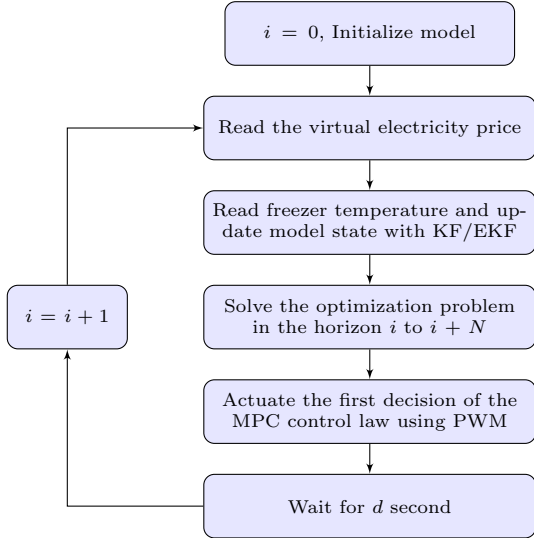 i = 0, Initialize model
Read the virtual electricity price
Read freezer temperature and up-
date model state with KF/EKF
Solve the optimization problem
in the horizon i to i + N
i = i + 1
Actuate the first decision of the
MPC control law using PWM
Wait for d second